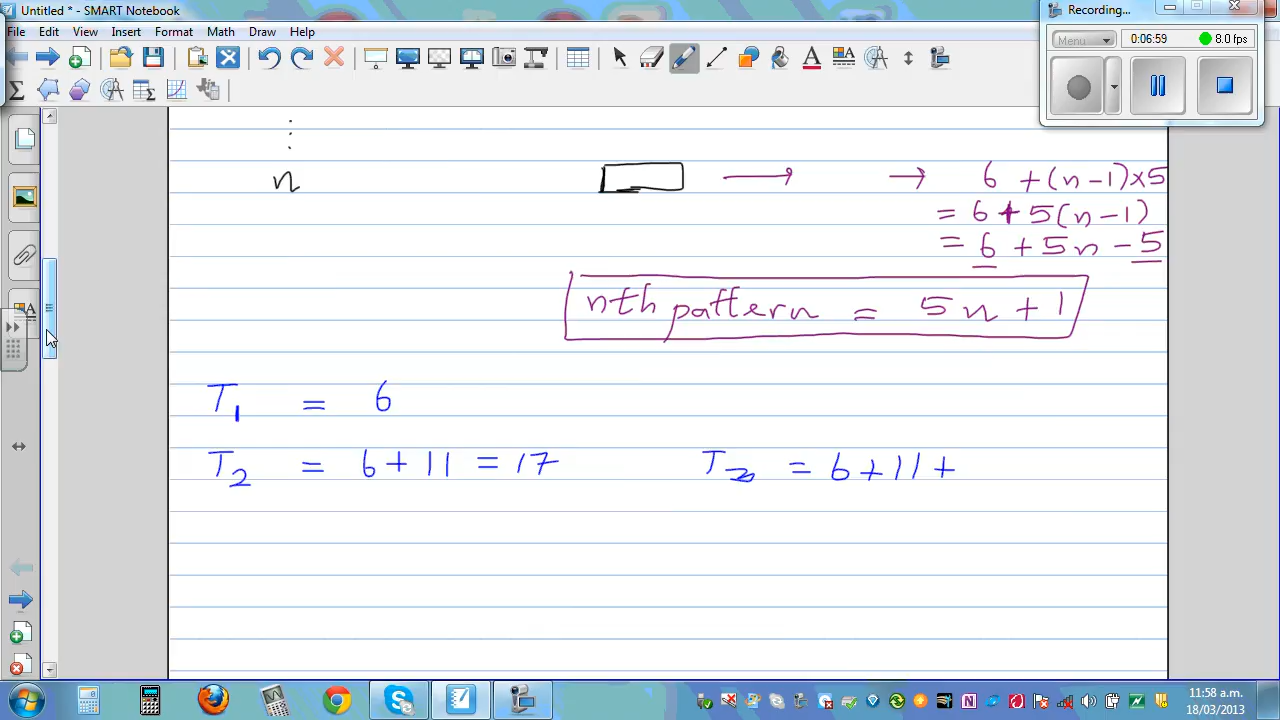 Untitled * - SMART Notebook
Recording...
File Edit View Insert Format Math Draw Help
Menu
0:06:59
8.0 fps
n → → 6 + (n-1)×5
= 6 + 5(n-1)
= 6 + 5n - 5
nth pattern = 5n + 1
T1 = 6
T2 = 6 + 11 = 17 T3 = 6 + 11 +
11:58 a.m.
18/03/2013